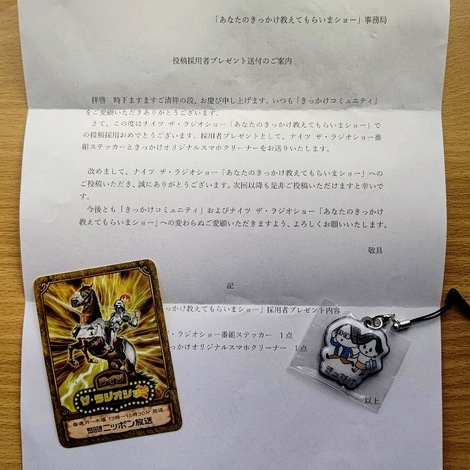 「あなたのきっかけ教えてもらいまショー」事務局
投稿採用者プレゼント送付のご案内
拝啓　時下ますますご清祥の段、お慶び申し上げます。いつも「きっかけコミュニティ」
をご愛顧いただきありがとうございます。
さて、この度はナイツ ザ・ラジオショー「あなたのきっかけ教えてもらいまショー」で
の投稿採用おめでとうございます。採用者プレゼントとして、ナイツ ザ・ラジオショー番
組ステッカーときっかけオリジナルスマホクリーナーをお送りいたします。
改めまして、ナイツ ザ・ラジオショー「あなたのきっかけ教えてもらいまショー」への
ご投稿いただき、誠にありがとうございます。次回以降も是非ご投稿いただけますと幸いで
す。
今後とも「きっかけコミュニティ」およびナイツ ザ・ラジオショー「あなたのきっかけ
教えてもらいまショー」への変わらぬご愛顧いただきますよう、よろしくお願いいたします。
敬具
記
っかけ教えてもらいまショー」採用者プレゼント内容
・ラジオショー番組ステッカー　1点
っかけオリジナルスマホクリーナー　1点
以上
ナイツ
ザ・ラジオショー
毎週月～木曜 13時～15時30分 放送
ニッポン放送
きっかけ